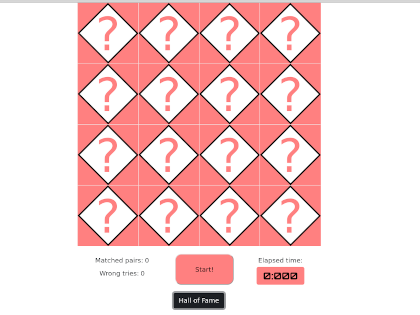 ? ? ? ?
? ? ? ?
? ? ? ?
? ? ? ?
Matched pairs: 0
Wrong tries: 0
Start!
Elapsed time:
0:000
Hall of Fame